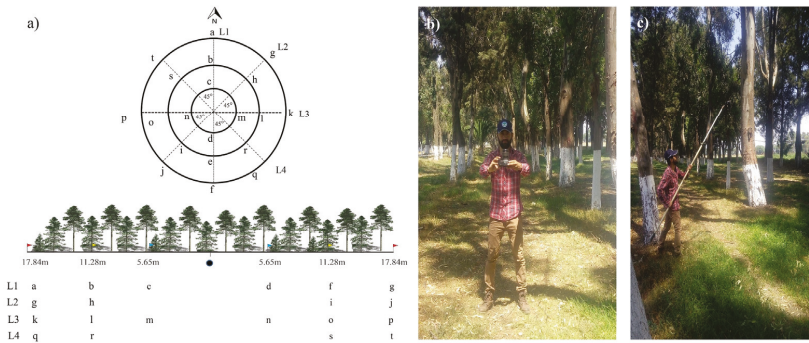 a)
N
a L1
L2
t g
b
s h
c
45° 45°
p o n m l k L3
45° 45°
d
i r
e
j q L4
f
17.84m 11.28m 5.65m 5.65m 11.28m 17.84m
L1 a b c d f g
L2 g h i j
L3 k l m n o p
L4 q r s t
b)
c)